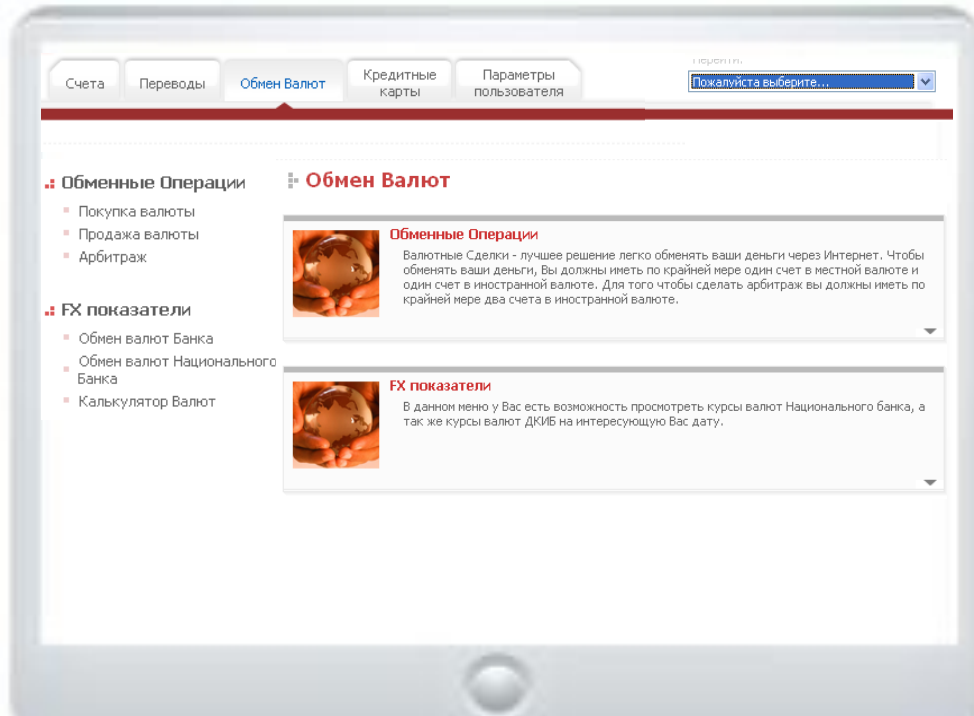 Перейти:
Счета
Переводы
Обмен Валют
Кредитные
карты
Параметры
пользователя
Пожалуйста выберите...
Обменные Операции
Покупка валюты
Продажа валюты
Арбитраж
FX показатели
Обмен валют Банка
Обмен валют Национального
Банка
Калькулятор Валют
Обмен Валют
Обменные Операции
Валютные Сделки - лучшее решение легко обменять ваши деньги через Интернет. Чтобы
обменять ваши деньги, Вы должны иметь по крайней мере один счет в местной валюте и
один счет в иностранной валюте. Для того чтобы сделать арбитраж вы должны иметь по
крайней мере два счета в иностранной валюте.
FX показатели
В данном меню у Вас есть возможность просмотреть курсы валют Национального банка, а
так же курсы валют ДКИБ на интересующую Вас дату.